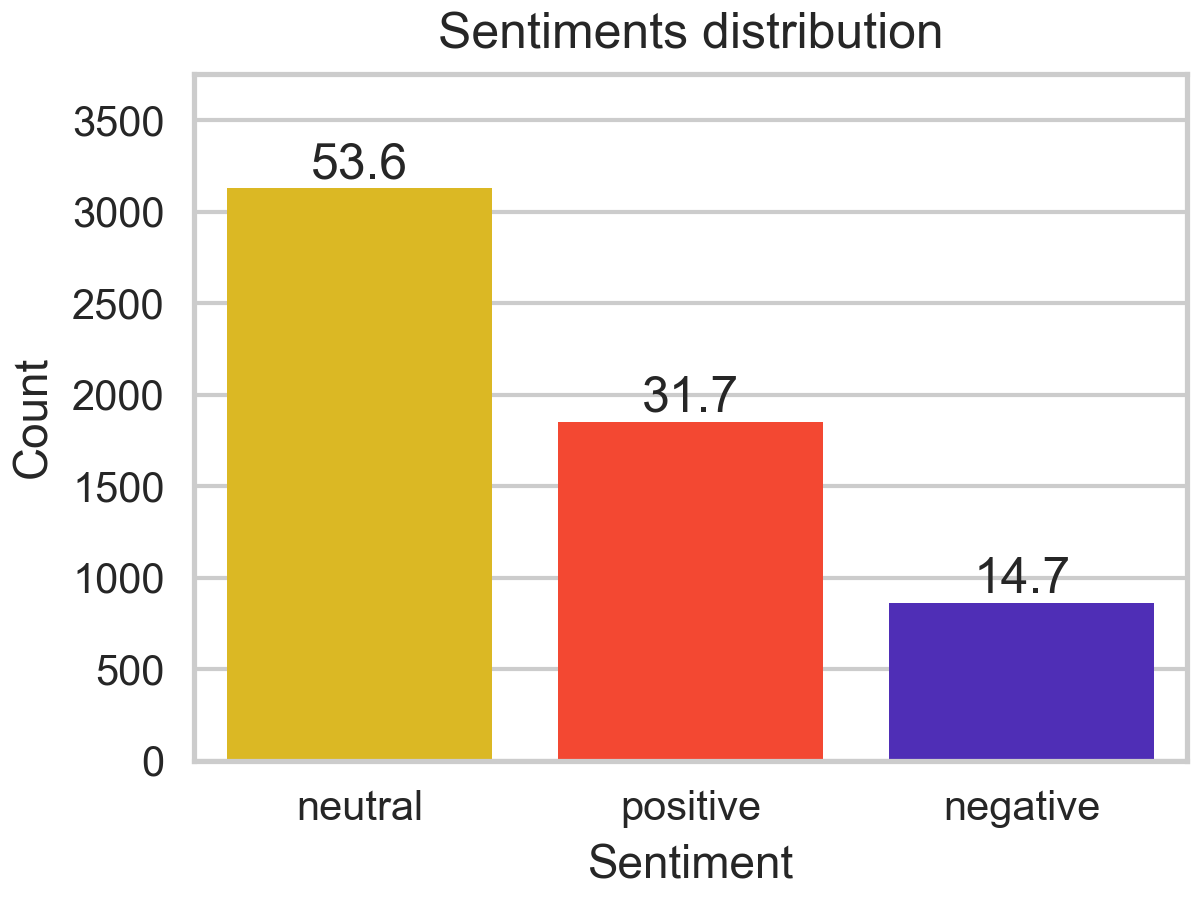 Sentiments distribution
3500
3000
2500
2000
1500
1000
500
0
Count
53.6
31.7
14.7
neutral
positive
negative
Sentiment